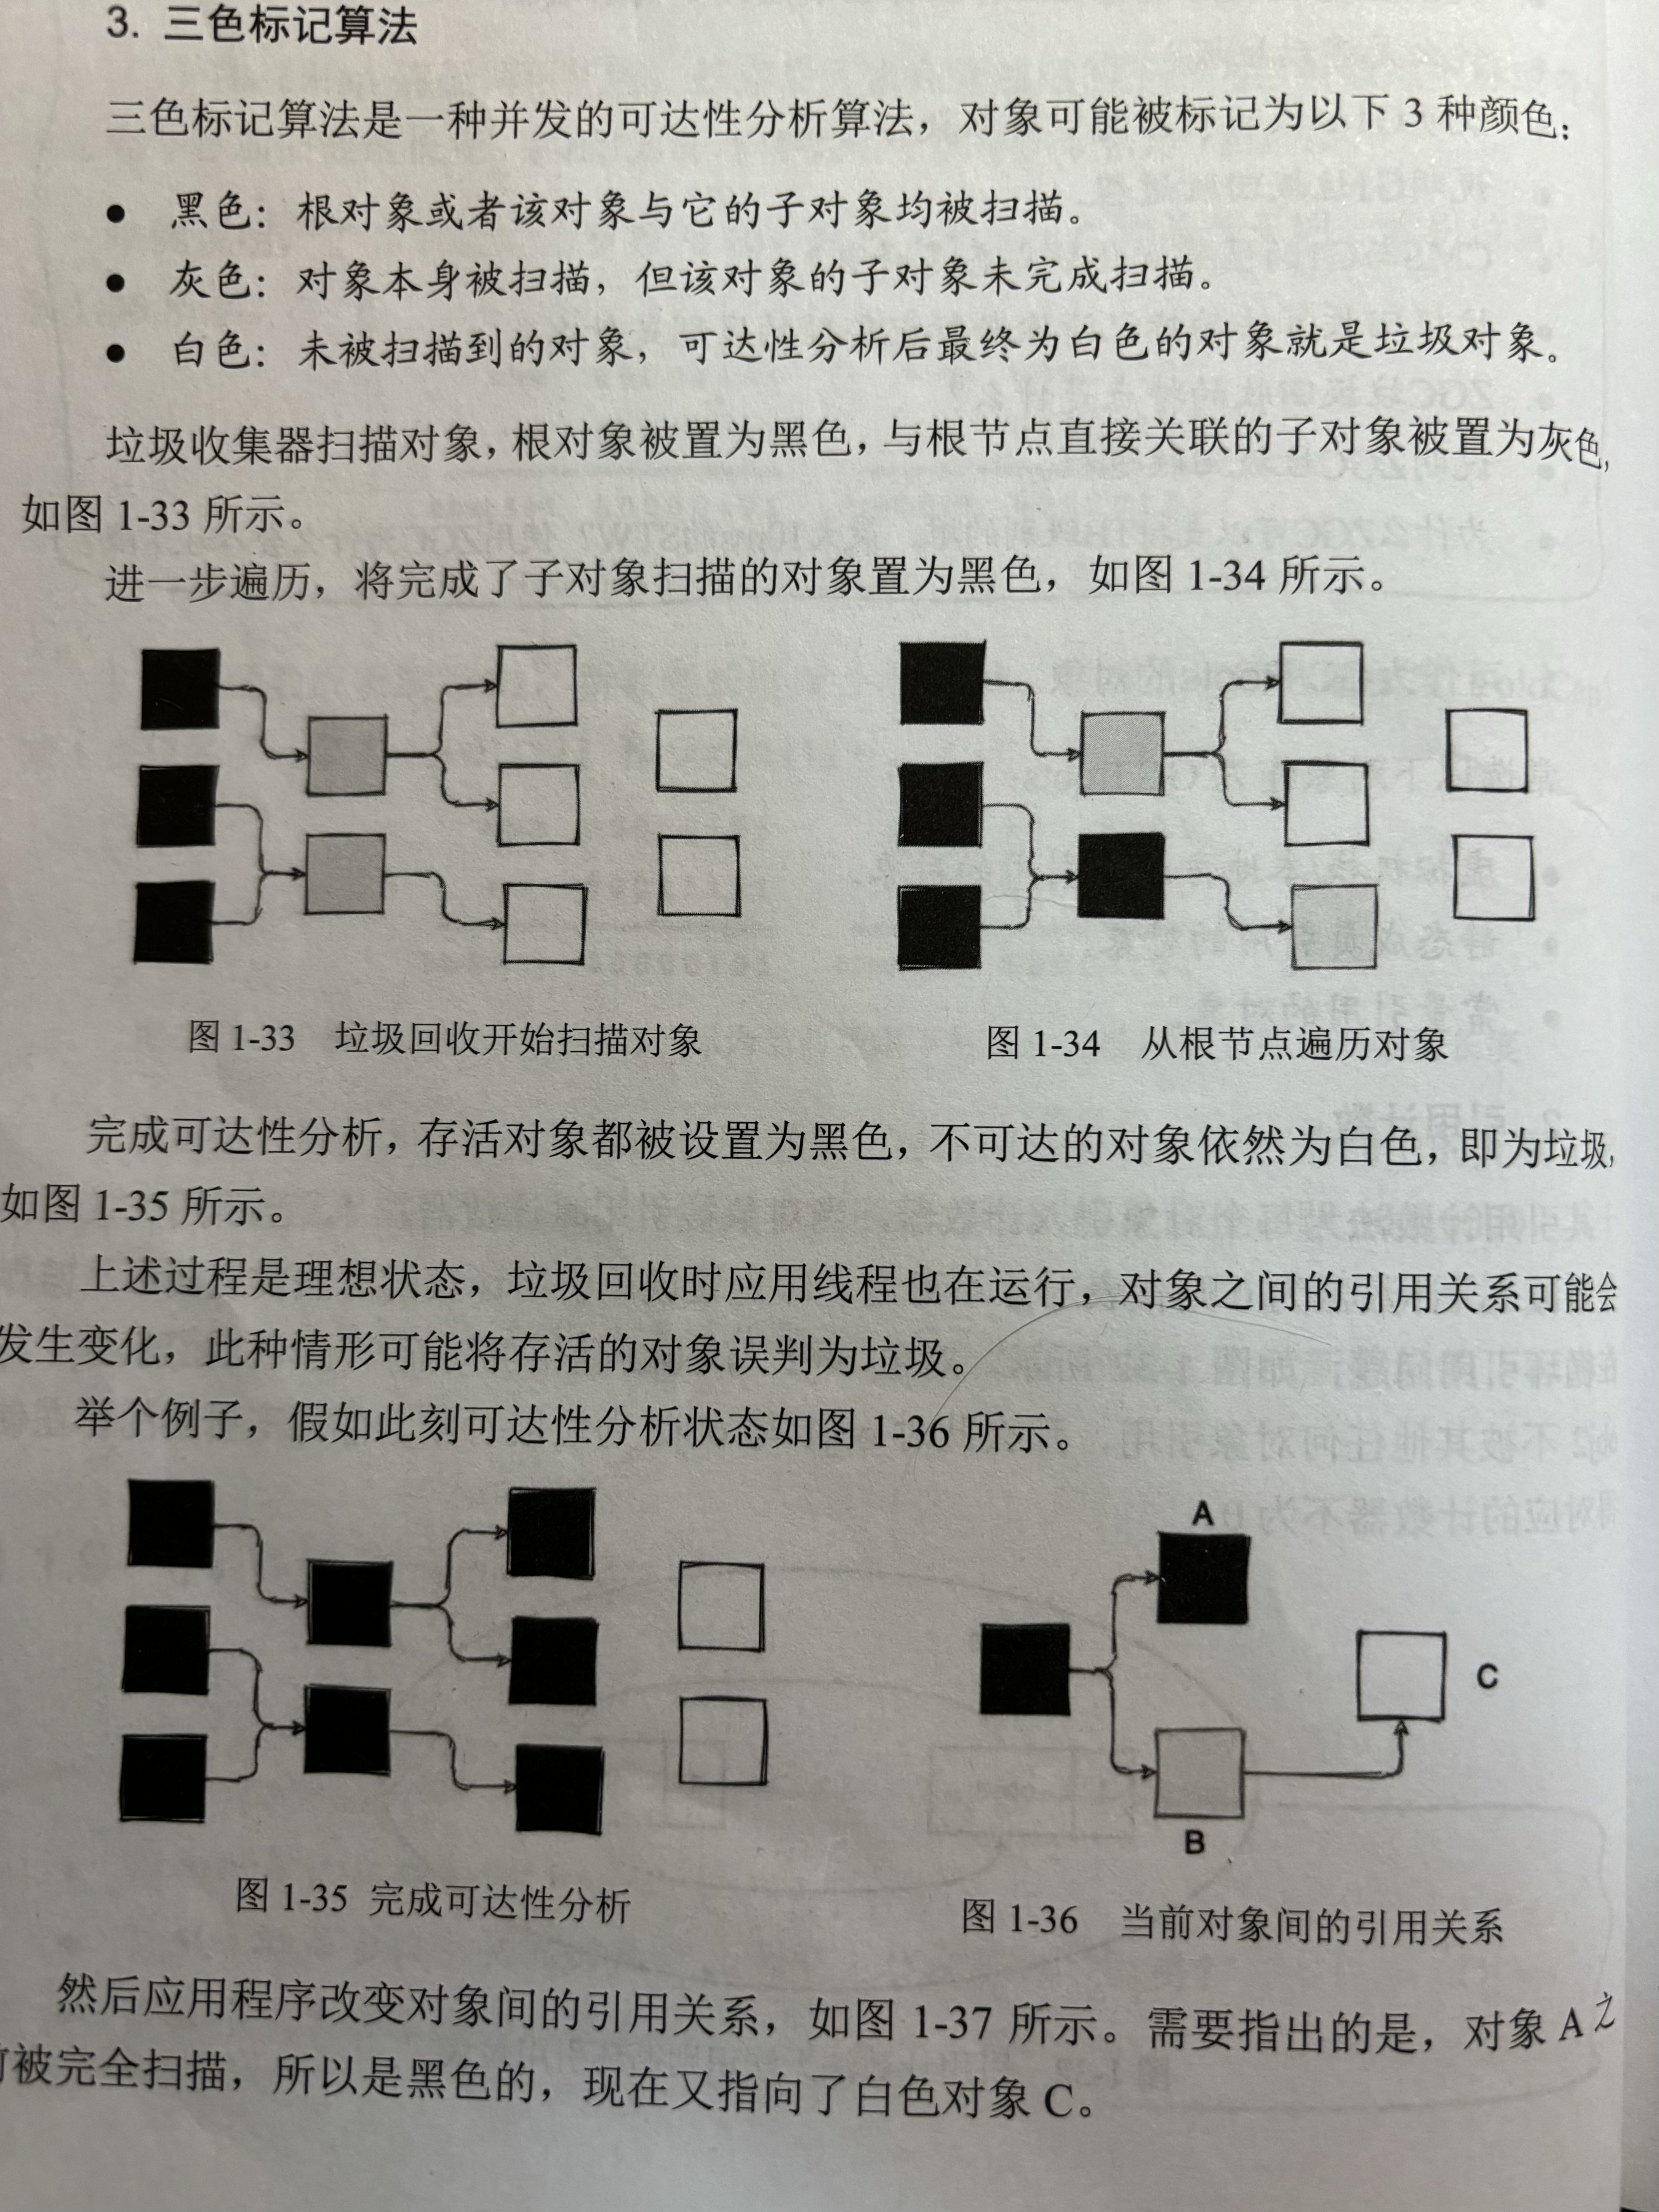 3. 三色标记算法
三色标记算法是一种并发的可达性分析算法，对象可能被标记为以下 3 种颜色：
● 黑色：根对象或者该对象与它的子对象均被扫描。
● 灰色：对象本身被扫描，但该对象的子对象未完成扫描。
● 白色：未被扫描到的对象，可达性分析后最终为白色的对象就是垃圾对象。
垃圾收集器扫描对象，根对象被置为黑色，与根节点直接关联的子对象被置为灰色，
如图 1-33 所示。
进一步遍历，将完成了子对象扫描的对象置为黑色，如图 1-34 所示。
图 1-33 垃圾回收开始扫描对象
图 1-34 从根节点遍历对象
完成可达性分析，存活对象都被设置为黑色，不可达的对象依然为白色，即为垃圾，
如图 1-35 所示。
上述过程是理想状态，垃圾回收时应用线程也在运行，对象之间的引用关系可能会
发生变化，此种情形可能将存活的对象误判为垃圾。
举个例子，假如此刻可达性分析状态如图 1-36 所示。
A
C
B
图 1-35 完成可达性分析
图 1-36 当前对象间的引用关系
然后应用程序改变对象间的引用关系，如图 1-37 所示。需要指出的是，对象 A 之
被完全扫描，所以是黑色的，现在又指向了白色对象 C。